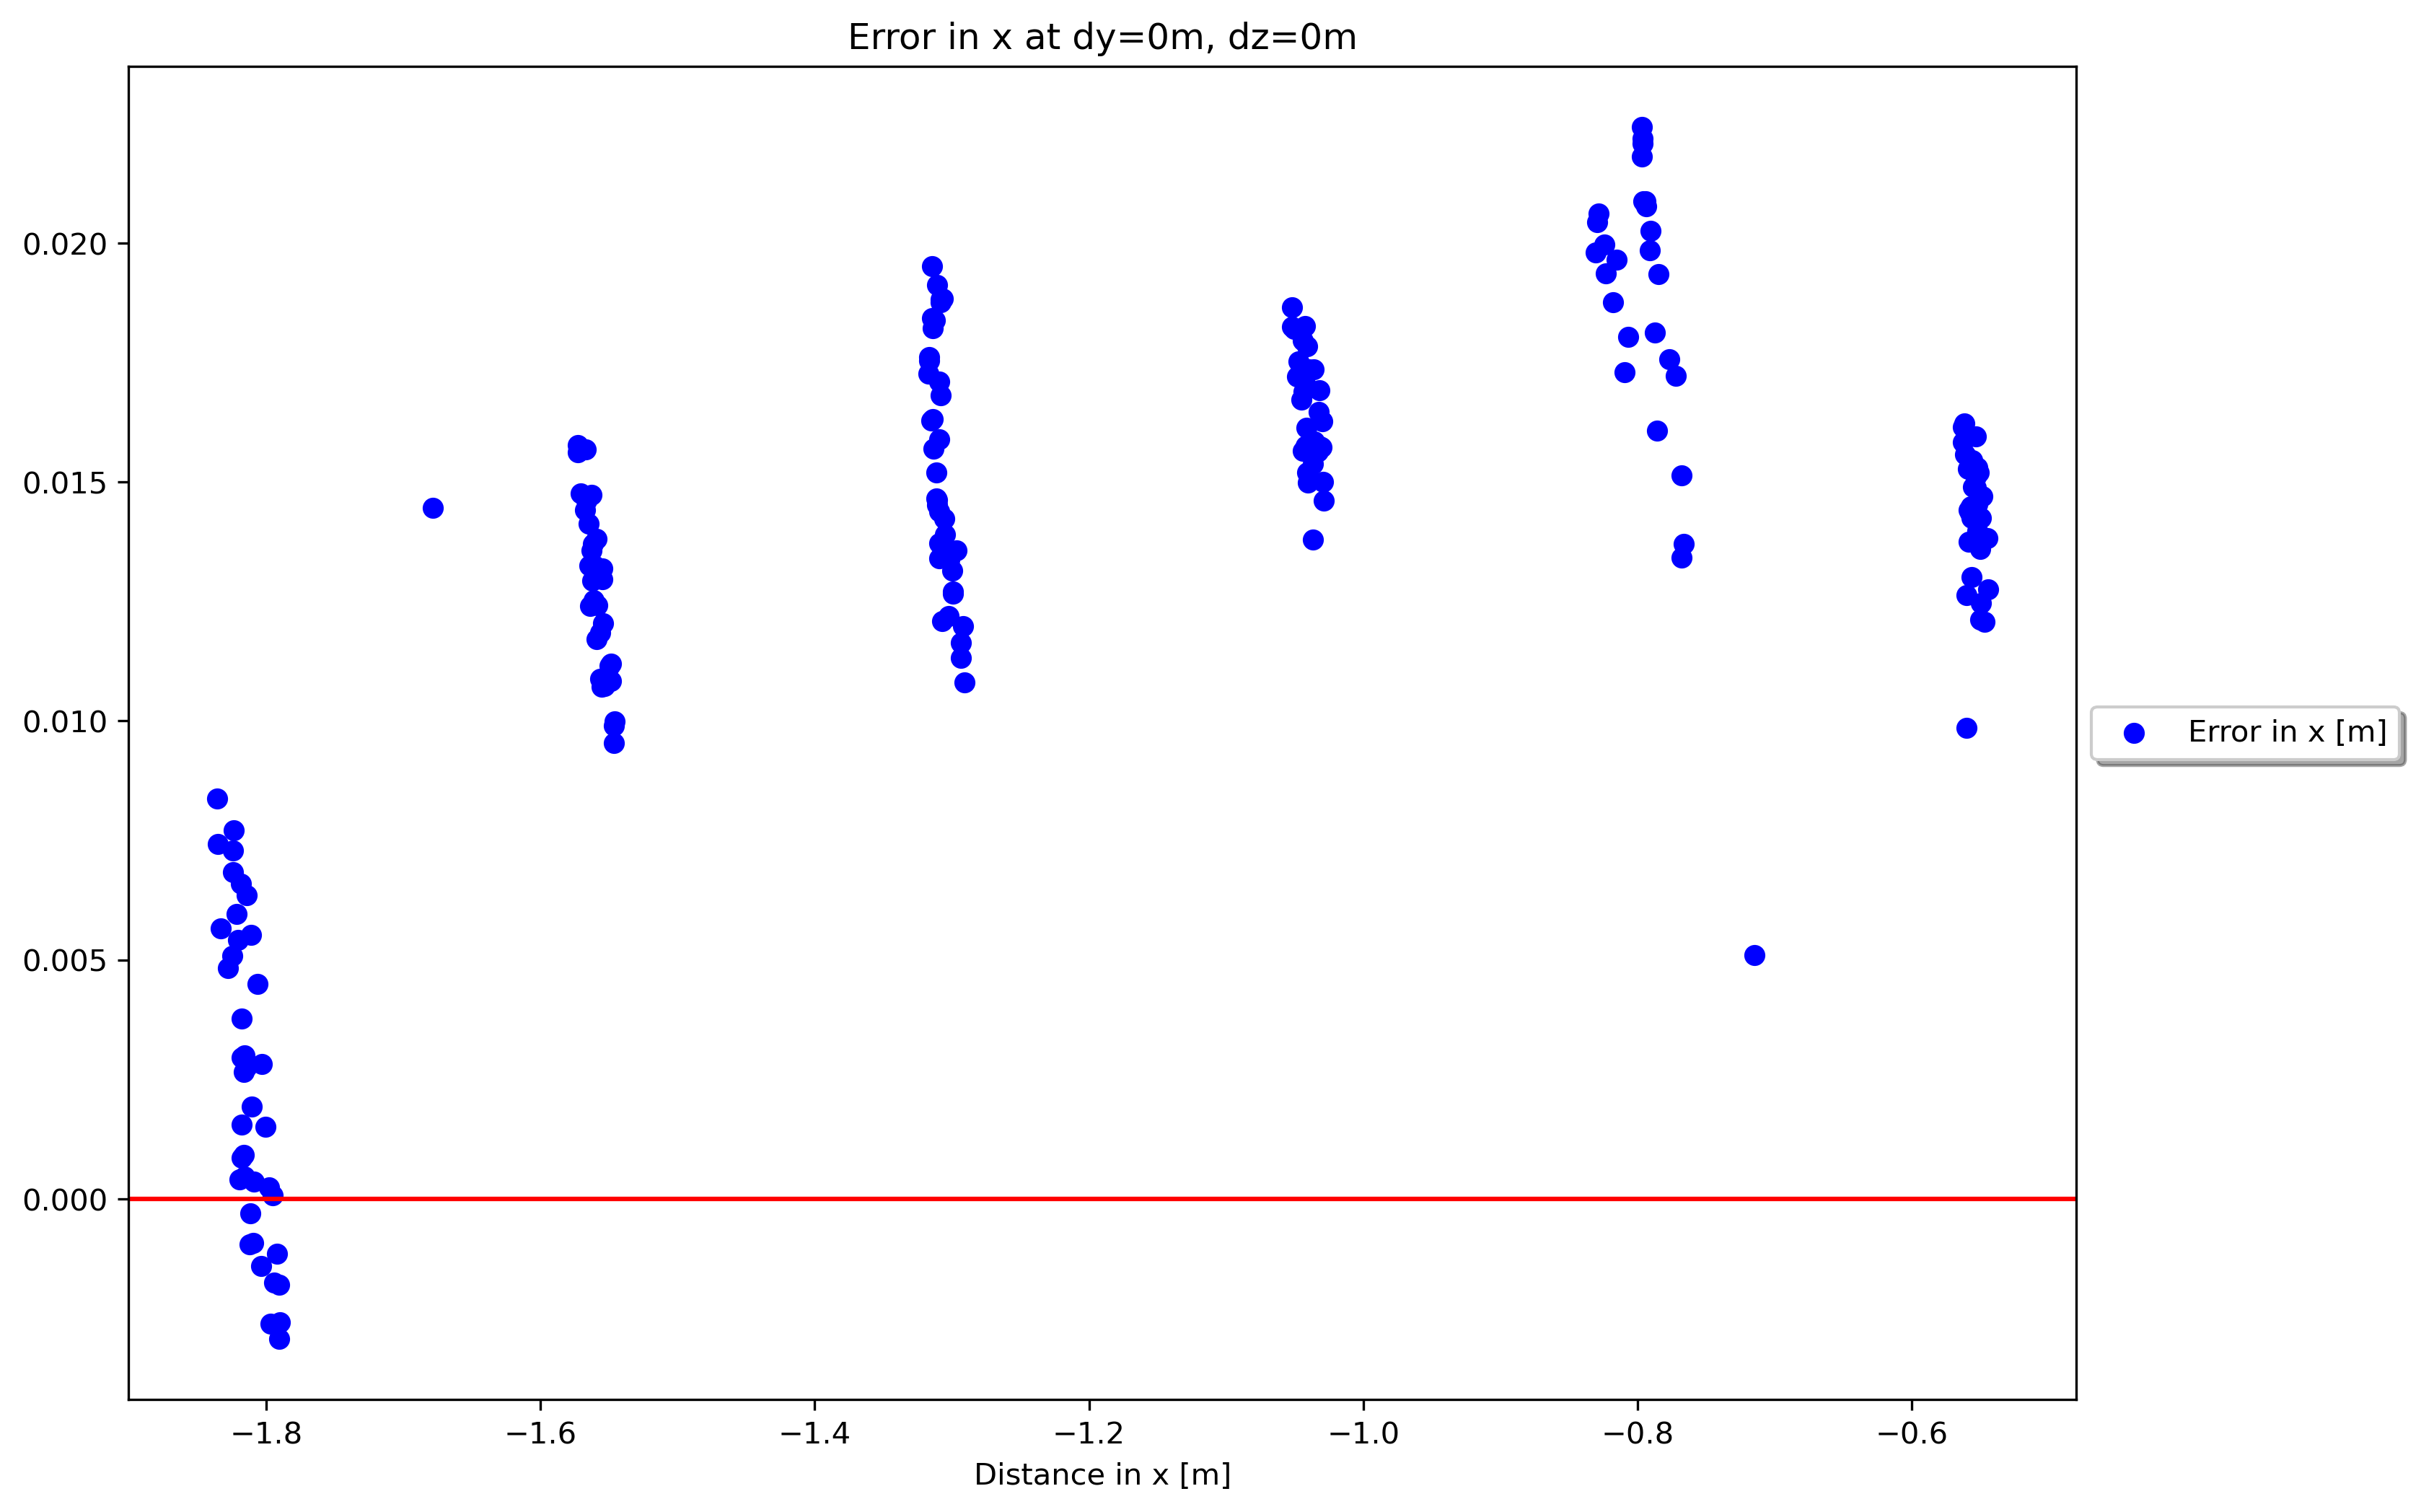 Error in x at dy=0m, dz=0m
0.020
0.015
0.010
0.005
0.000
Error in x [m]
−1.8 −1.6 −1.4 −1.2 −1.0 −0.8 −0.6
Distance in x [m]